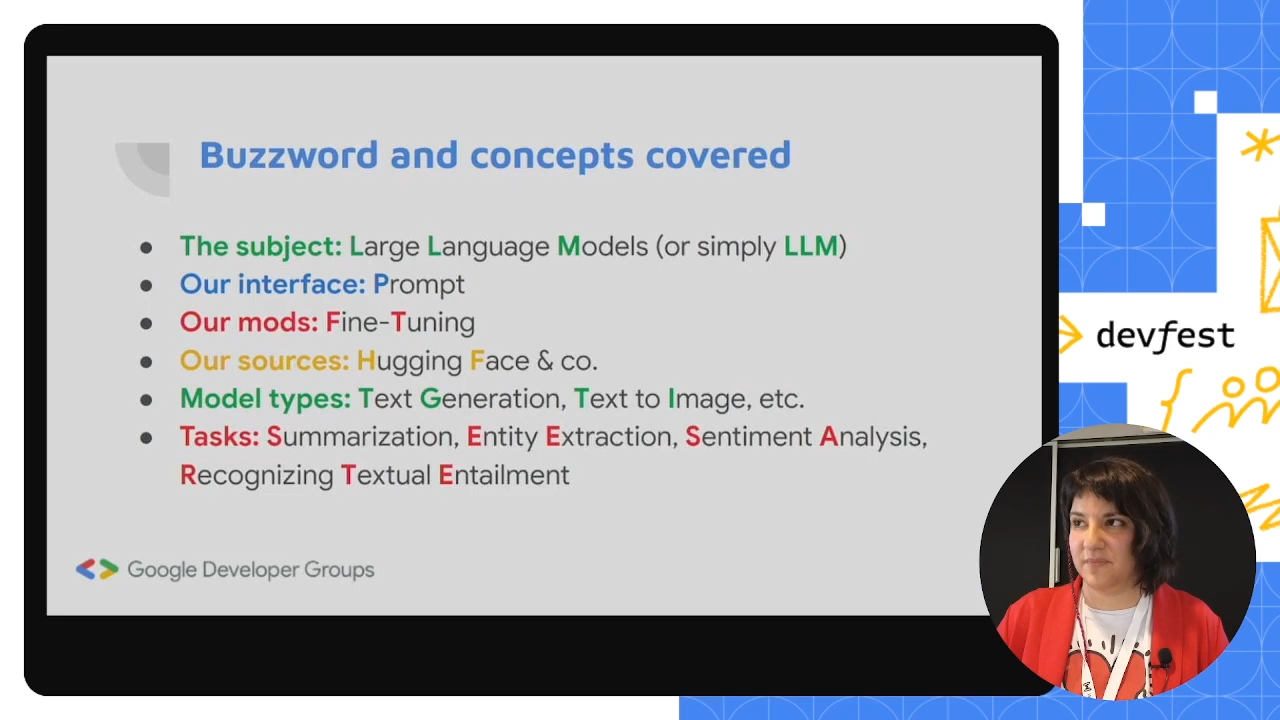 Buzzword and concepts covered
● The subject: Large Language Models (or simply LLM)
● Our interface: Prompt
● Our mods: Fine-Tuning
● Our sources: Hugging Face & co.
● Model types: Text Generation, Text to Image, etc.
● Tasks: Summarization, Entity Extraction, Sentiment Analysis,
Recognizing Textual Entailment
Google Developer Groups
devfest